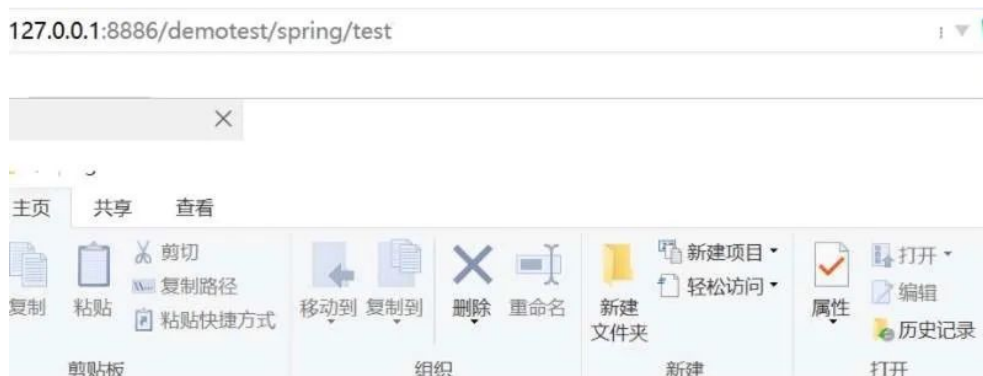 127.0.0.1:8886/demotest/spring/test
主页 共享 查看
剪切
复制路径
粘贴快捷方式
复制 粘贴
移动到 复制到 删除 重命名
新建
文件夹
新建项目
轻松访问
属性
打开
编辑
历史记录
剪贴板 组织 新建 打开